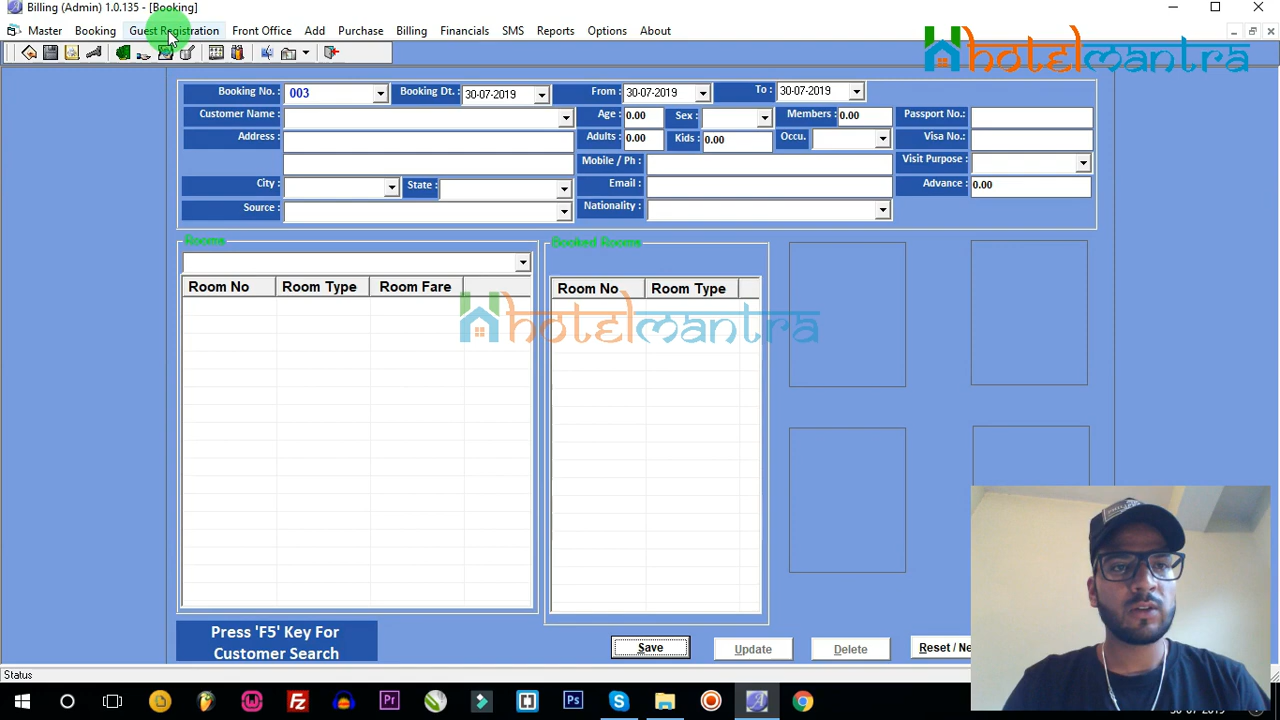 Billing (Admin) 1.0.135 - [Booking]
Master Booking Guest Registration Front Office Add Purchase Billing Financials SMS Reports Options About
hotelmantra
Booking No. : 003 Booking Dt. : 30-07-2019 From : 30-07-2019 To : 30-07-2019
Customer Name : Age : 0.00 Sex : Members : 0.00 Passport No.:
Address : Adults : 0.00 Kids : 0.00 Occu. Visa No.:
Mobile / Ph : Visit Purpose :
City : State : Email : Advance : 0.00
Source : Nationality :
Rooms Booked Rooms
Room No Room Type Room Fare Room No Room Type
hotelmantra
Press 'F5' Key For
Customer Search
Save Update Delete Reset / Ne
Status
30-07-2019